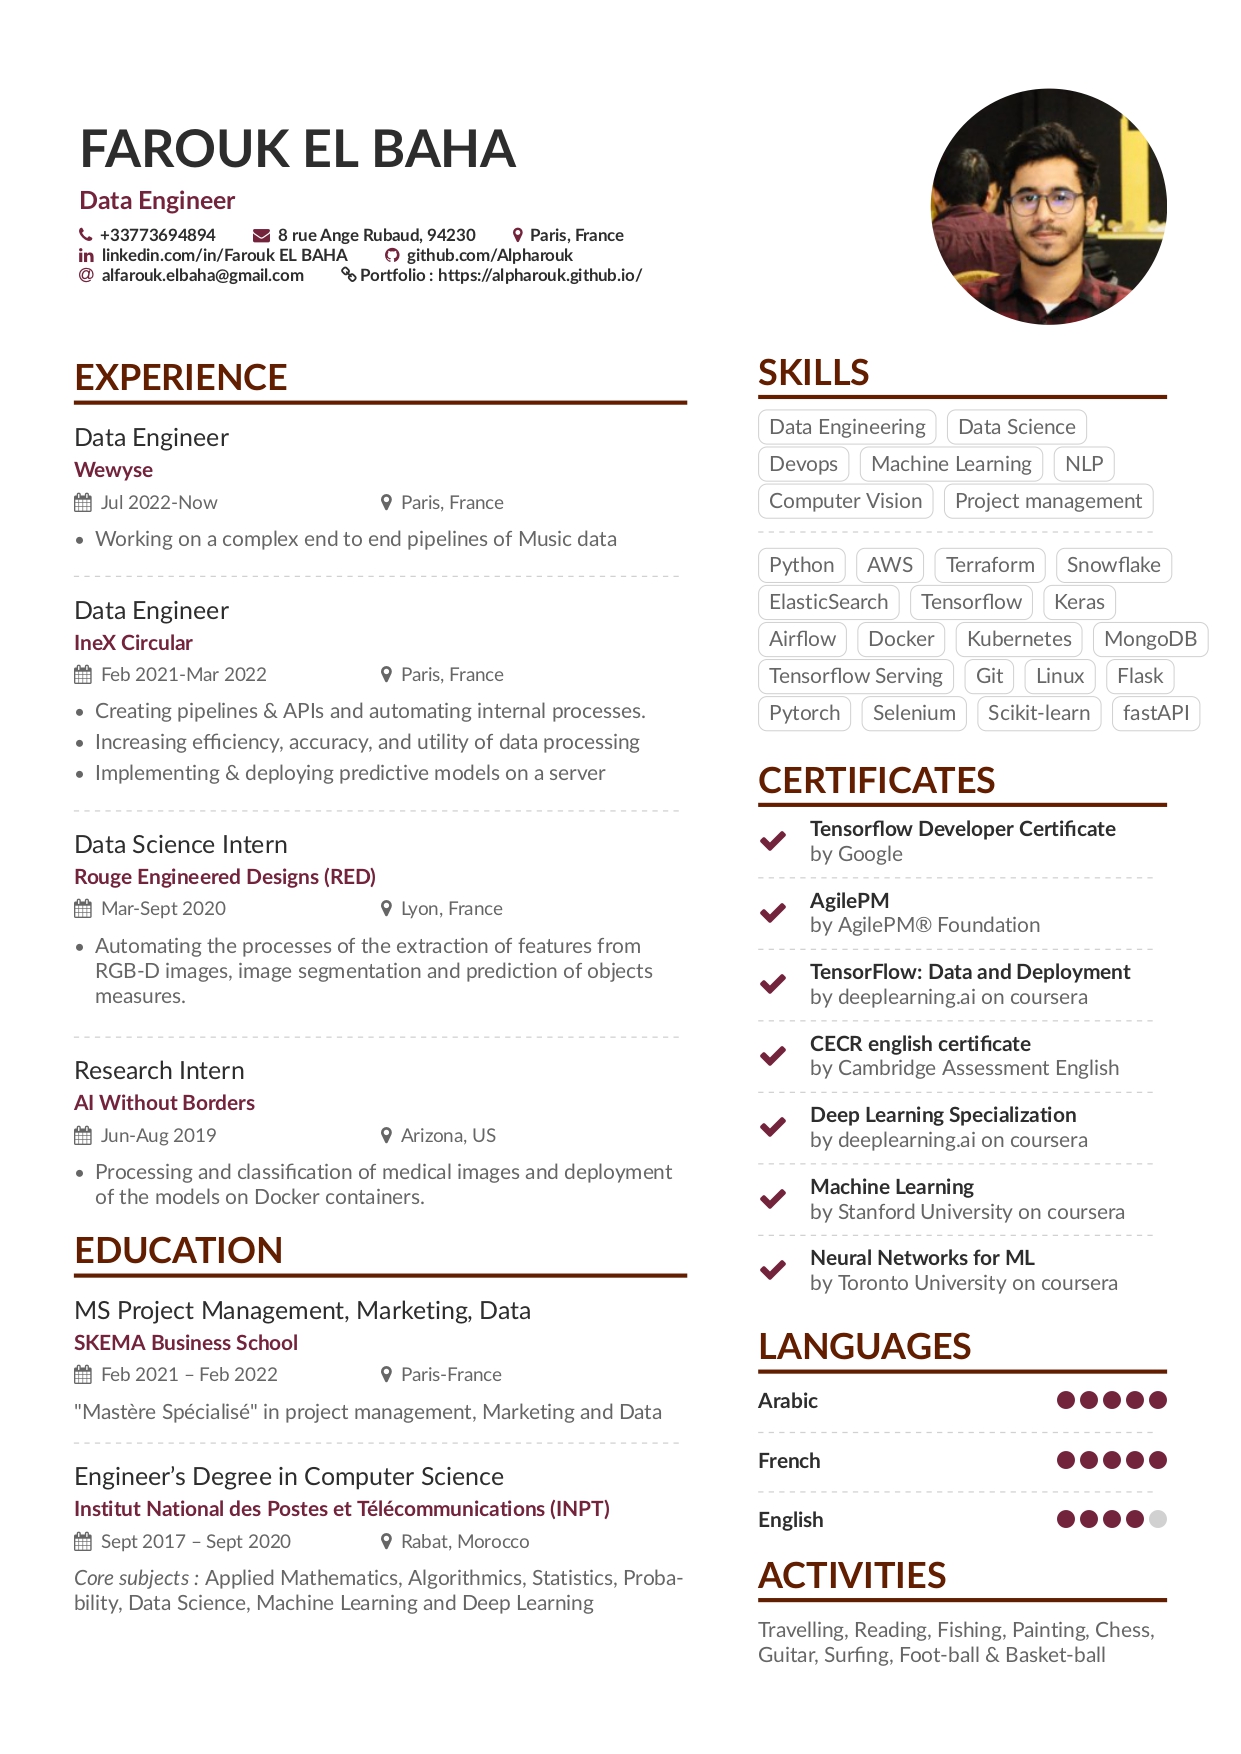 FAROUK EL BAHA
Data Engineer
+33773694894 8 rue Ange Rubaud, 94230 Paris, France
linkedin.com/in/Farouk EL BAHA github.com/Alpharouk
@ alfarouk.elbaha@gmail.com Portfolio : https://alpharouk.github.io/
EXPERIENCE
Data Engineer
Wewyse
Jul 2022-Now Paris, France
• Working on a complex end to end pipelines of Music data
Data Engineer
IneX Circular
Feb 2021-Mar 2022 Paris, France
• Creating pipelines & APIs and automating internal processes.
• Increasing efficiency, accuracy, and utility of data processing
• Implementing & deploying predictive models on a server
Data Science Intern
Rouge Engineered Designs (RED)
Mar-Sept 2020 Lyon, France
• Automating the processes of the extraction of features from
RGB-D images, image segmentation and prediction of objects
measures.
Research Intern
AI Without Borders
Jun-Aug 2019 Arizona, US
• Processing and classification of medical images and deployment
of the models on Docker containers.
EDUCATION
MS Project Management, Marketing, Data
SKEMA Business School
Feb 2021 – Feb 2022 Paris-France
"Mastère Spécialisé" in project management, Marketing and Data
Engineer’s Degree in Computer Science
Institut National des Postes et Télécommunications (INPT)
Sept 2017 – Sept 2020 Rabat, Morocco
Core subjects : Applied Mathematics, Algorithmics, Statistics, Proba-
bility, Data Science, Machine Learning and Deep Learning
SKILLS
Data Engineering Data Science
Devops Machine Learning NLP
Computer Vision Project management
Python AWS Terraform Snowflake
ElasticSearch Tensorflow Keras
Airflow Docker Kubernetes MongoDB
Tensorflow Serving Git Linux Flask
Pytorch Selenium Scikit-learn fastAPI
CERTIFICATES
Tensorflow Developer Certificate
by Google
AgilePM
by AgilePM® Foundation
TensorFlow: Data and Deployment
by deeplearning.ai on coursera
CECR english certificate
by Cambridge Assessment English
Deep Learning Specialization
by deeplearning.ai on coursera
Machine Learning
by Stanford University on coursera
Neural Networks for ML
by Toronto University on coursera
LANGUAGES
Arabic
French
English
ACTIVITIES
Travelling, Reading, Fishing, Painting, Chess,
Guitar, Surfing, Foot-ball & Basket-ball